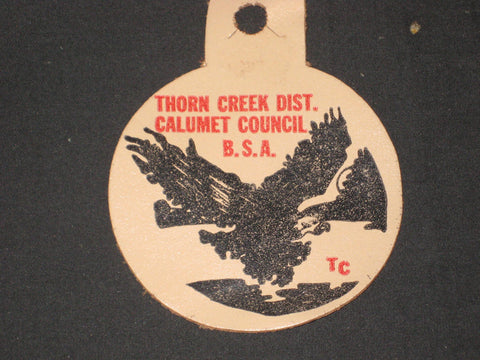 THORN CREEK DIST.
CALUMET COUNCIL
B.S.A.
TC